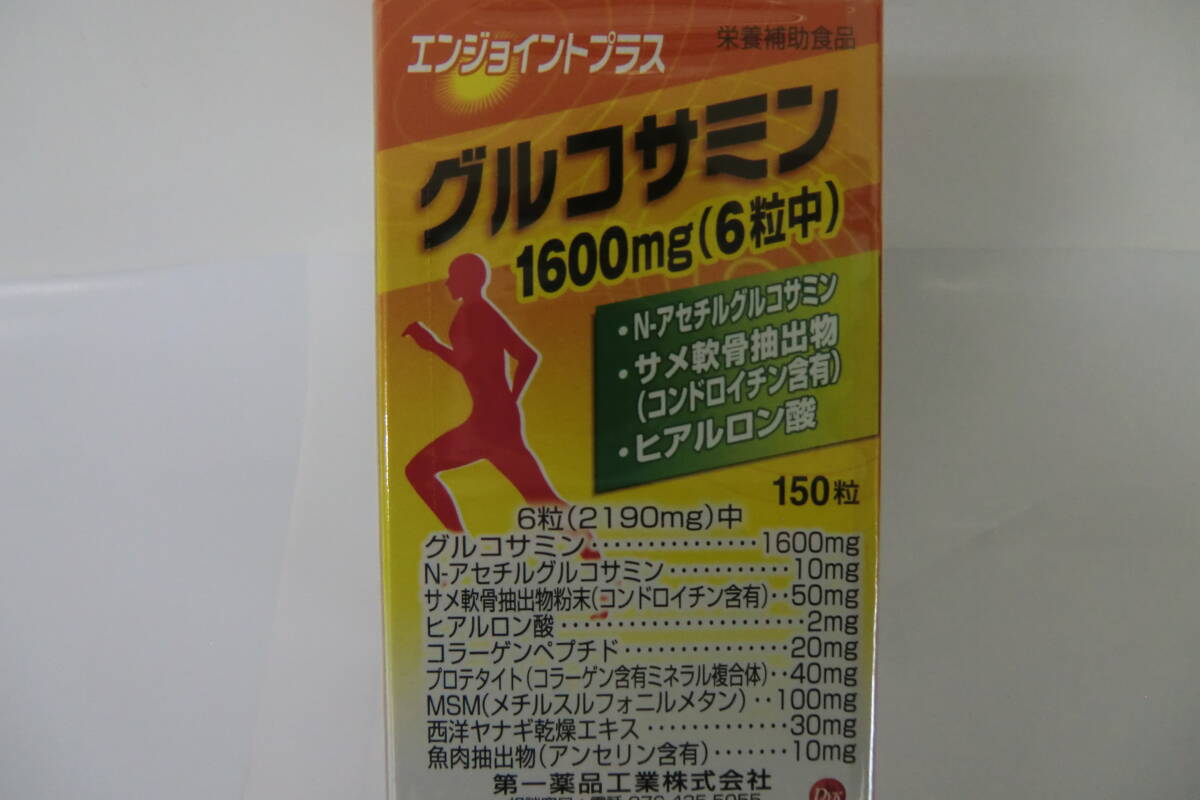 エンジョイントプラス
栄養補助食品
グルコサミン
1600mg(6粒中)
・N-アセチルグルコサミン
・サメ軟骨抽出物
(コンドロイチン含有)
・ヒアルロン酸
150粒
6粒(2190mg)中
グルコサミン・・・・・・・・・・・・・・・1600mg
N-アセチルグルコサミン・・・・・・・・・・・10mg
サメ軟骨抽出物粉末(コンドロイチン含有)・・50mg
ヒアルロン酸・・・・・・・・・・・・・・・・・・・・・・2mg
コラーゲンペプチド・・・・・・・・・・・・・・・20mg
プロテタイト(コラーゲン含有ミネラル複合体)・・40mg
MSM(メチルスルフォニルメタン)・・100mg
西洋ヤナギ乾燥エキス・・・・・・・・・・・・・30mg
魚肉抽出物(アンセリン含有)・・・・・・・10mg
第一薬品工業株式会社